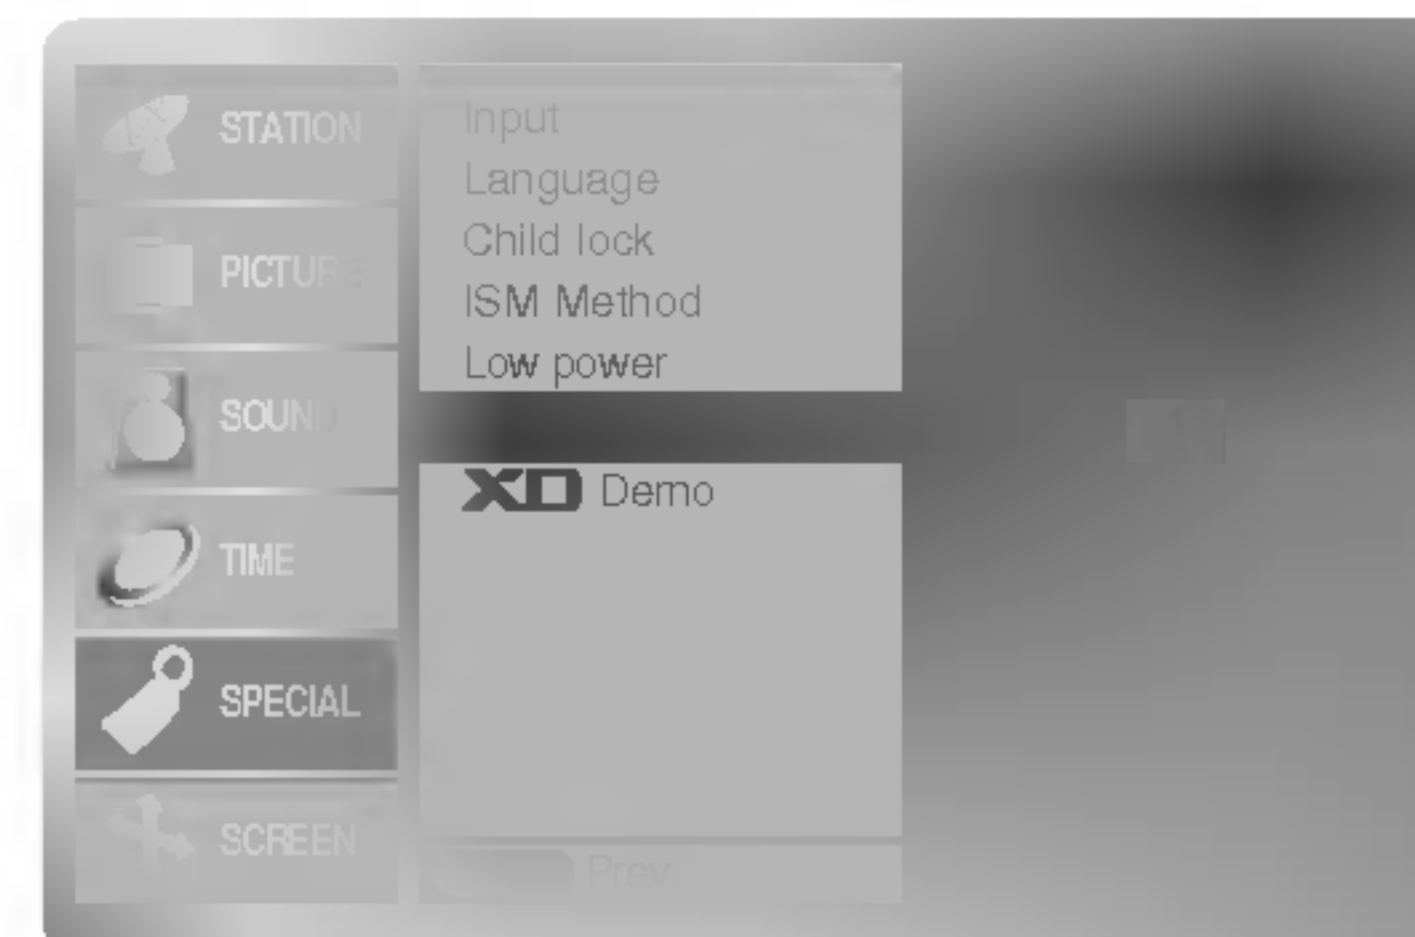 STATION
PICTURE
SOUND
TIME
SPECIAL
SCREEN
Input
Language
Child lock
ISM Method
Low power
XD Demo
Prev.